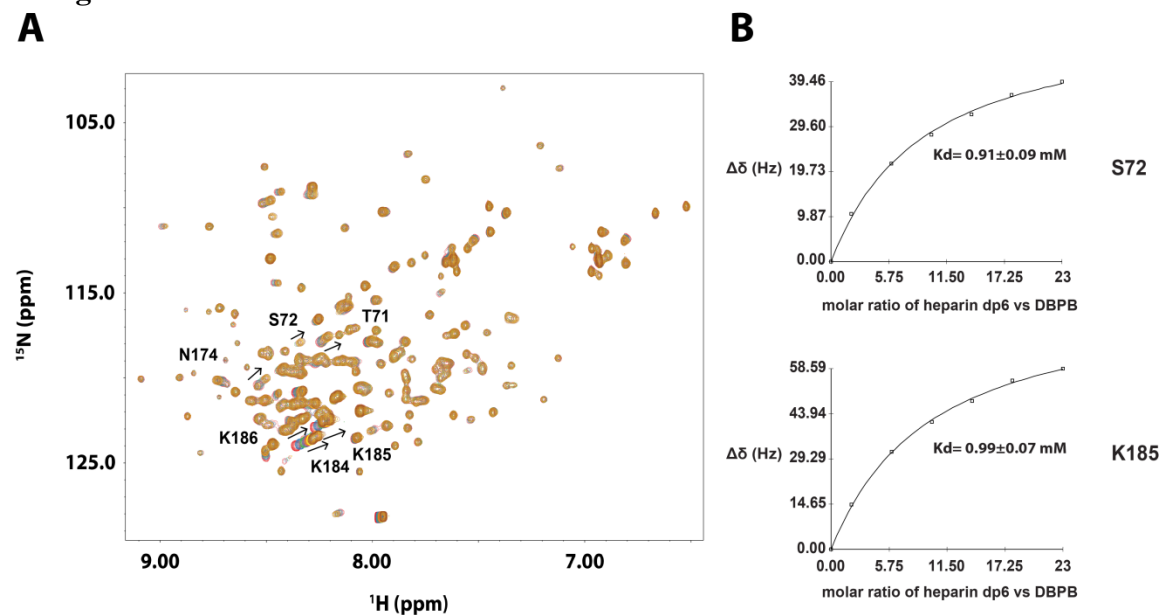 A
B
105.0
115.0
125.0
¹⁵N (ppm)
9.00
8.00
7.00
¹H (ppm)
S72
T71
N174
K186
K184
K185
39.46
29.60
19.73
9.87
0.00
Δδ (Hz)
Kd= 0.91±0.09 mM
S72
0.00
5.75
11.50
17.25
23
molar ratio of heparin dp6 vs DBPB
58.59
43.94
29.29
14.65
0.00
Δδ (Hz)
Kd= 0.99±0.07 mM
K185
0.00
5.75
11.50
17.25
23
molar ratio of heparin dp6 vs DBPB